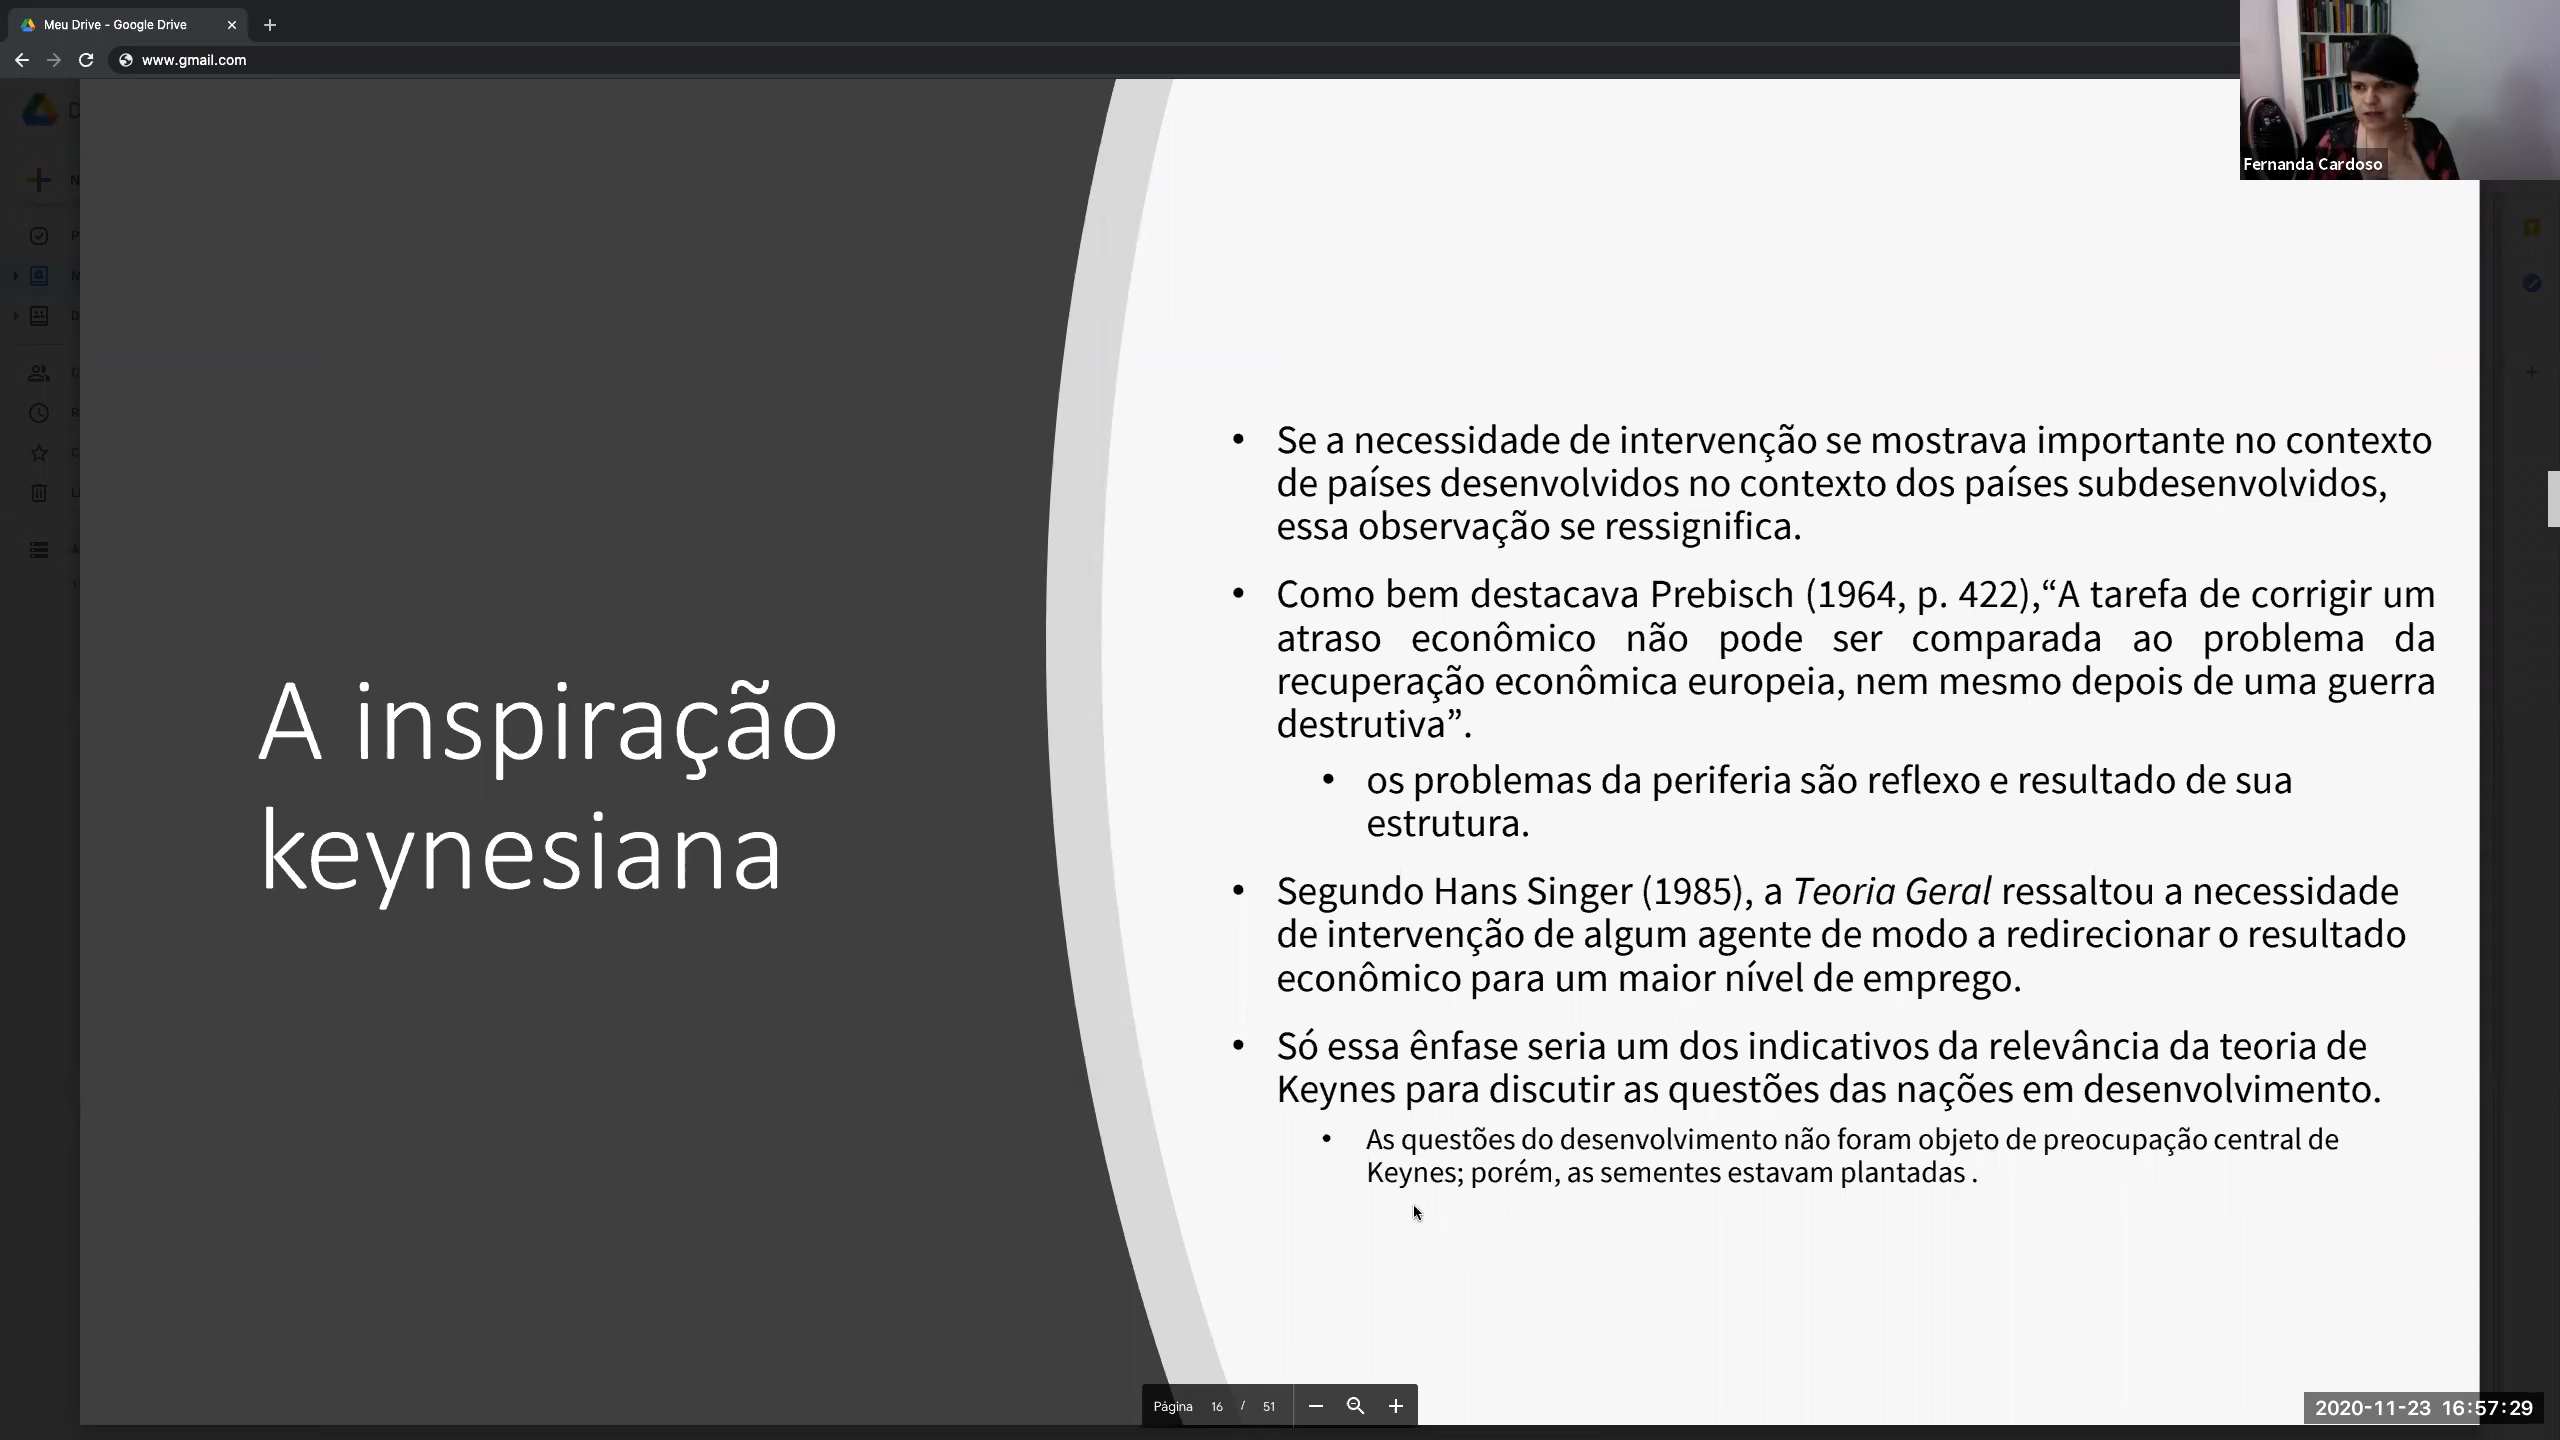 Meu Drive - Google Drive
www.gmail.com
Fernanda Cardoso
A inspiração
keynesiana
• Se a necessidade de intervenção se mostrava importante no contexto
de países desenvolvidos no contexto dos países subdesenvolvidos,
essa observação se ressignifica.
• Como bem destacava Prebisch (1964, p. 422),“A tarefa de corrigir um
atraso econômico não pode ser comparada ao problema da
recuperação econômica europeia, nem mesmo depois de uma guerra
destrutiva”.
• os problemas da periferia são reflexo e resultado de sua
estrutura.
• Segundo Hans Singer (1985), a Teoria Geral ressaltou a necessidade
de intervenção de algum agente de modo a redirecionar o resultado
econômico para um maior nível de emprego.
• Só essa ênfase seria um dos indicativos da relevância da teoria de
Keynes para discutir as questões das nações em desenvolvimento.
• As questões do desenvolvimento não foram objeto de preocupação central de
Keynes; porém, as sementes estavam plantadas .
Página 16 / 51
2020-11-23 16:57:29